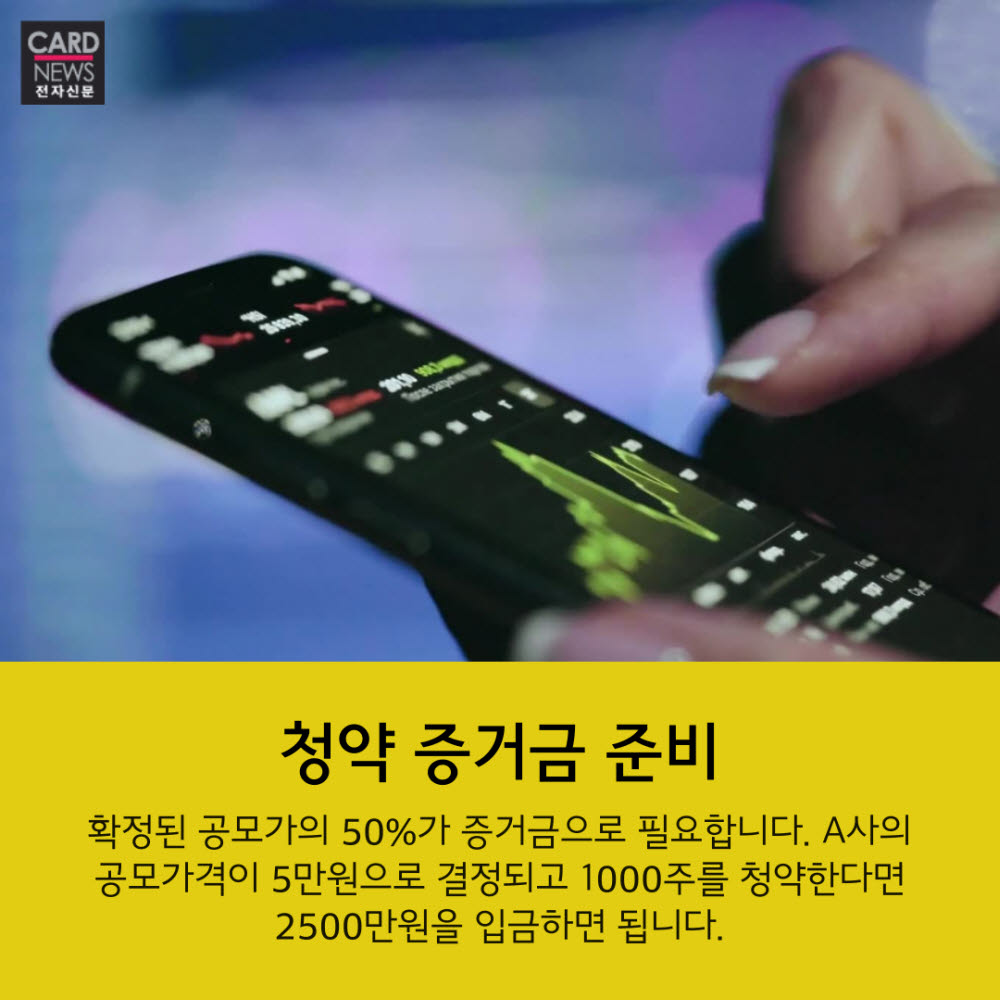 CARD
NEWS
전자신문
청약 증거금 준비
확정된 공모가의 50%가 증거금으로 필요합니다. A사의
공모가격이 5만원으로 결정되고 1000주를 청약한다면
2500만원을 입금하면 됩니다.